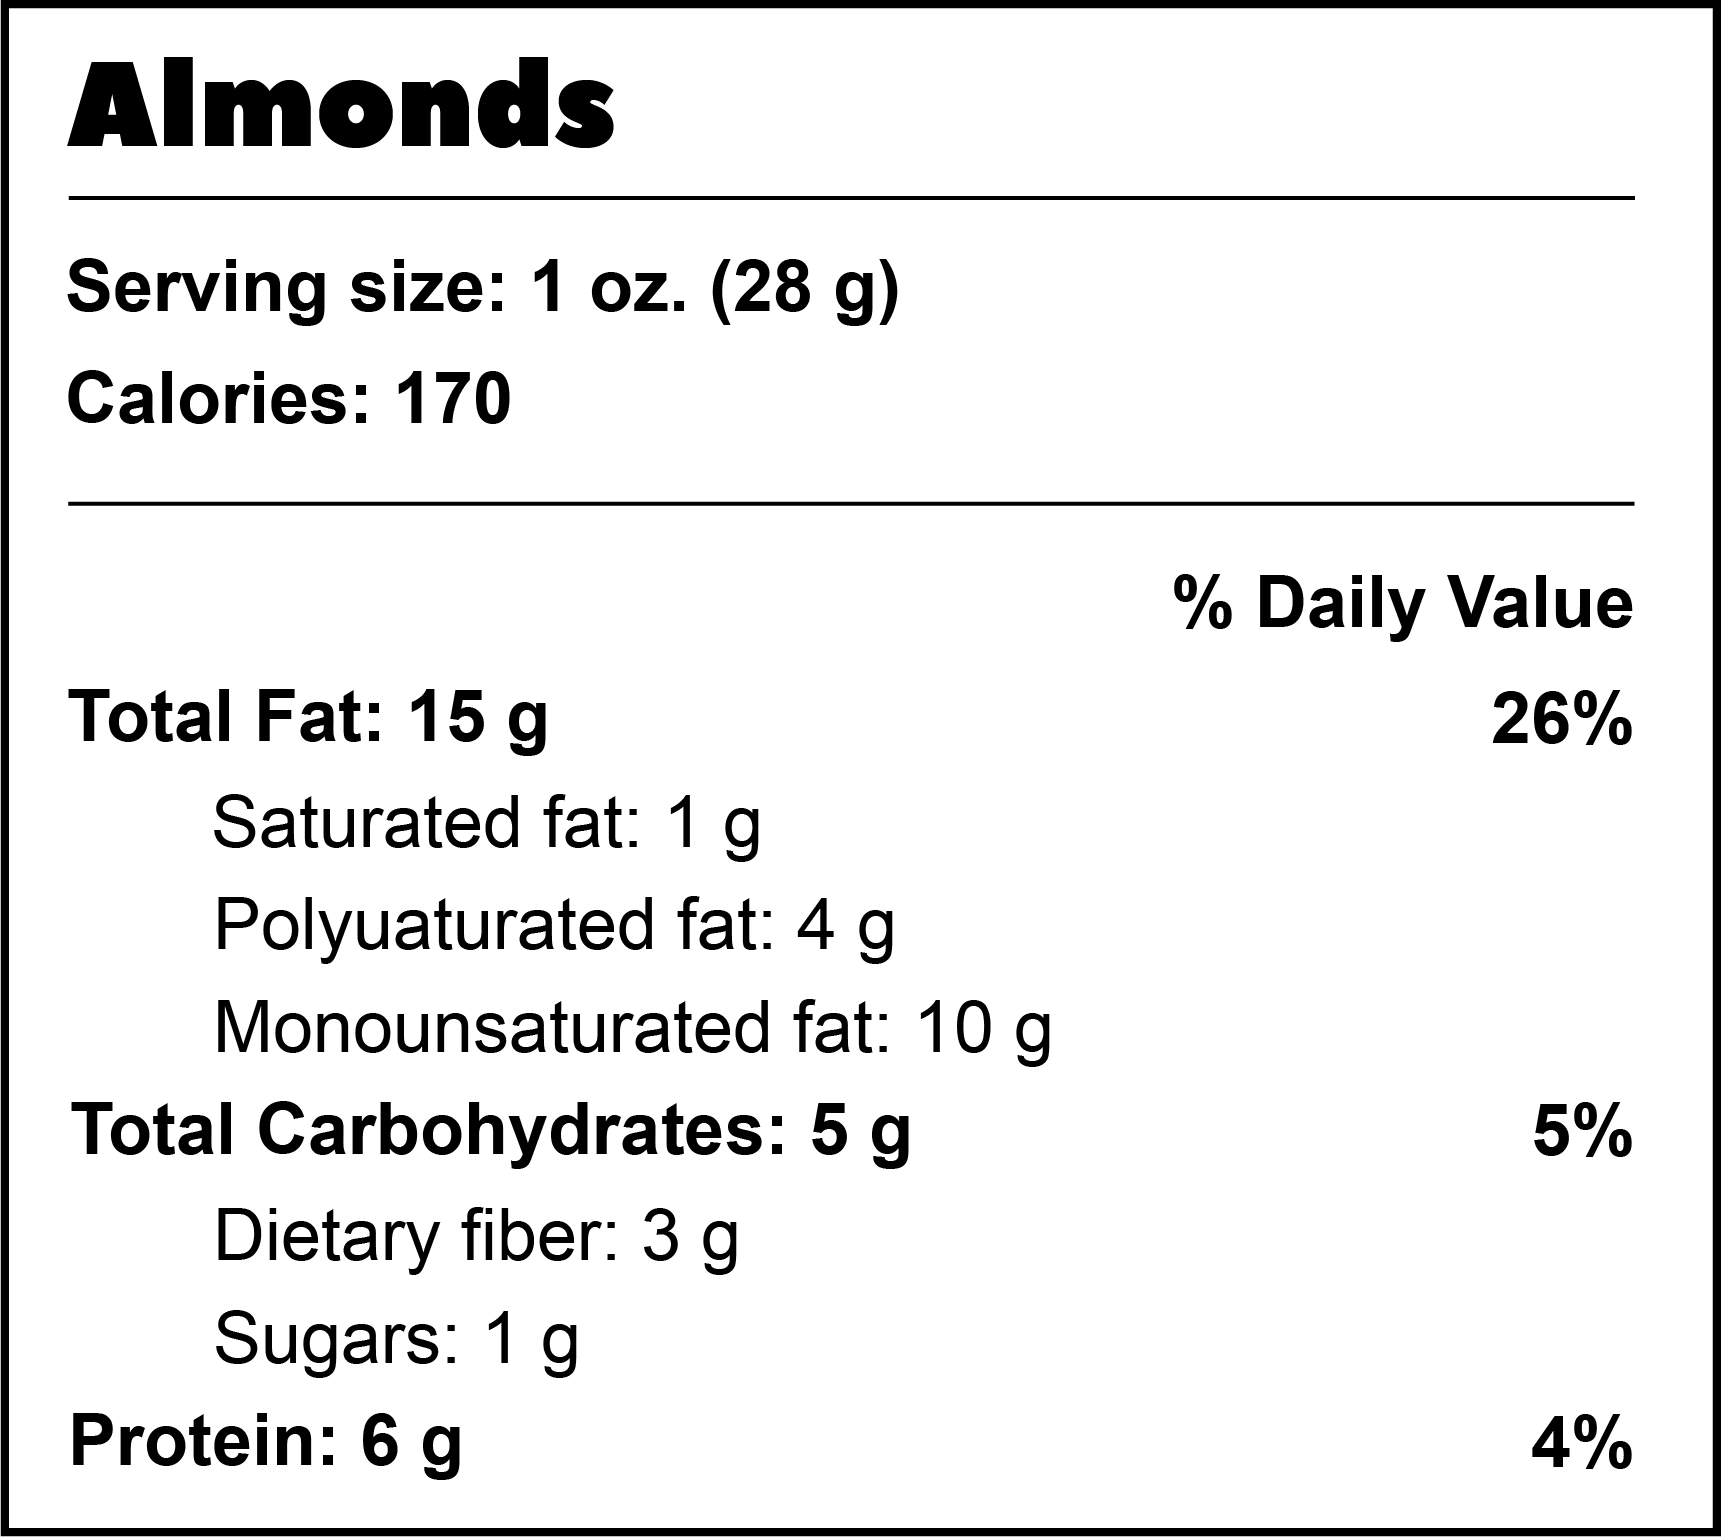 Almonds
Serving size: 1 oz. (28 g)
Calories: 170
% Daily Value
Total Fat: 15 g 26%
Saturated fat: 1 g
Polyuaturated fat: 4 g
Monounsaturated fat: 10 g
Total Carbohydrates: 5 g 5%
Dietary fiber: 3 g
Sugars: 1 g
Protein: 6 g 4%